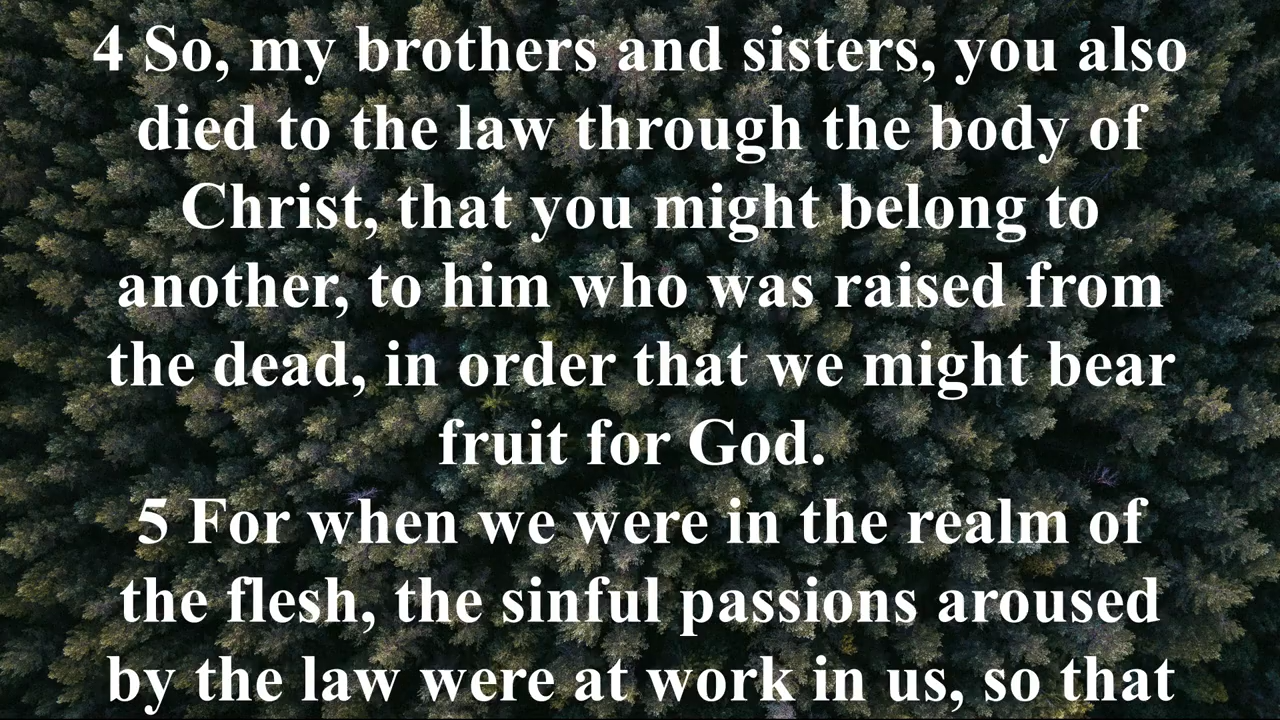 4 So, my brothers and sisters, you also
died to the law through the body of
Christ, that you might belong to
another, to him who was raised from
the dead, in order that we might bear
fruit for God.
5 For when we were in the realm of
the flesh, the sinful passions aroused
by the law were at work in us, so that